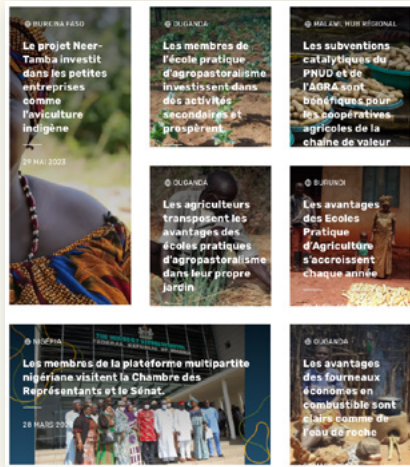 BURKINA FASO
Le projet Neer-
Tamba investit
dans les petites
entreprises
comme
l'aviculture
indigène
29 MAI 2023
OUGANDA
Les membres de
l'école pratique
d'agropastoralisme
investissent dans
des activités
secondaires et
prospèrent
MALAWI, HUB RÉGIONAL
Les subventions
catalytiques du
PNUD et de
l'AGRA sont
bénéfiques pour
les coopératives
agricoles de la
chaîne de valeur
OUGANDA
Les agriculteurs
transposent les
avantages des
écoles pratiques
d'agropastoralisme
dans leur propre
jardin
BURUNDI
Les avantages
des Ecoles
Pratique
d'Agriculture
s'accroissent
chaque année
NIGERIA
Les membres de la plateforme multipartite
nigériane visitent la Chambre des
Représentants et le Sénat.
28 MARS
FEDERAL REPUBLIC OF NIGERIA
OUGANDA
Les avantages
des fourneaux
économes en
combustible sont
clairs comme de
l'eau de roche